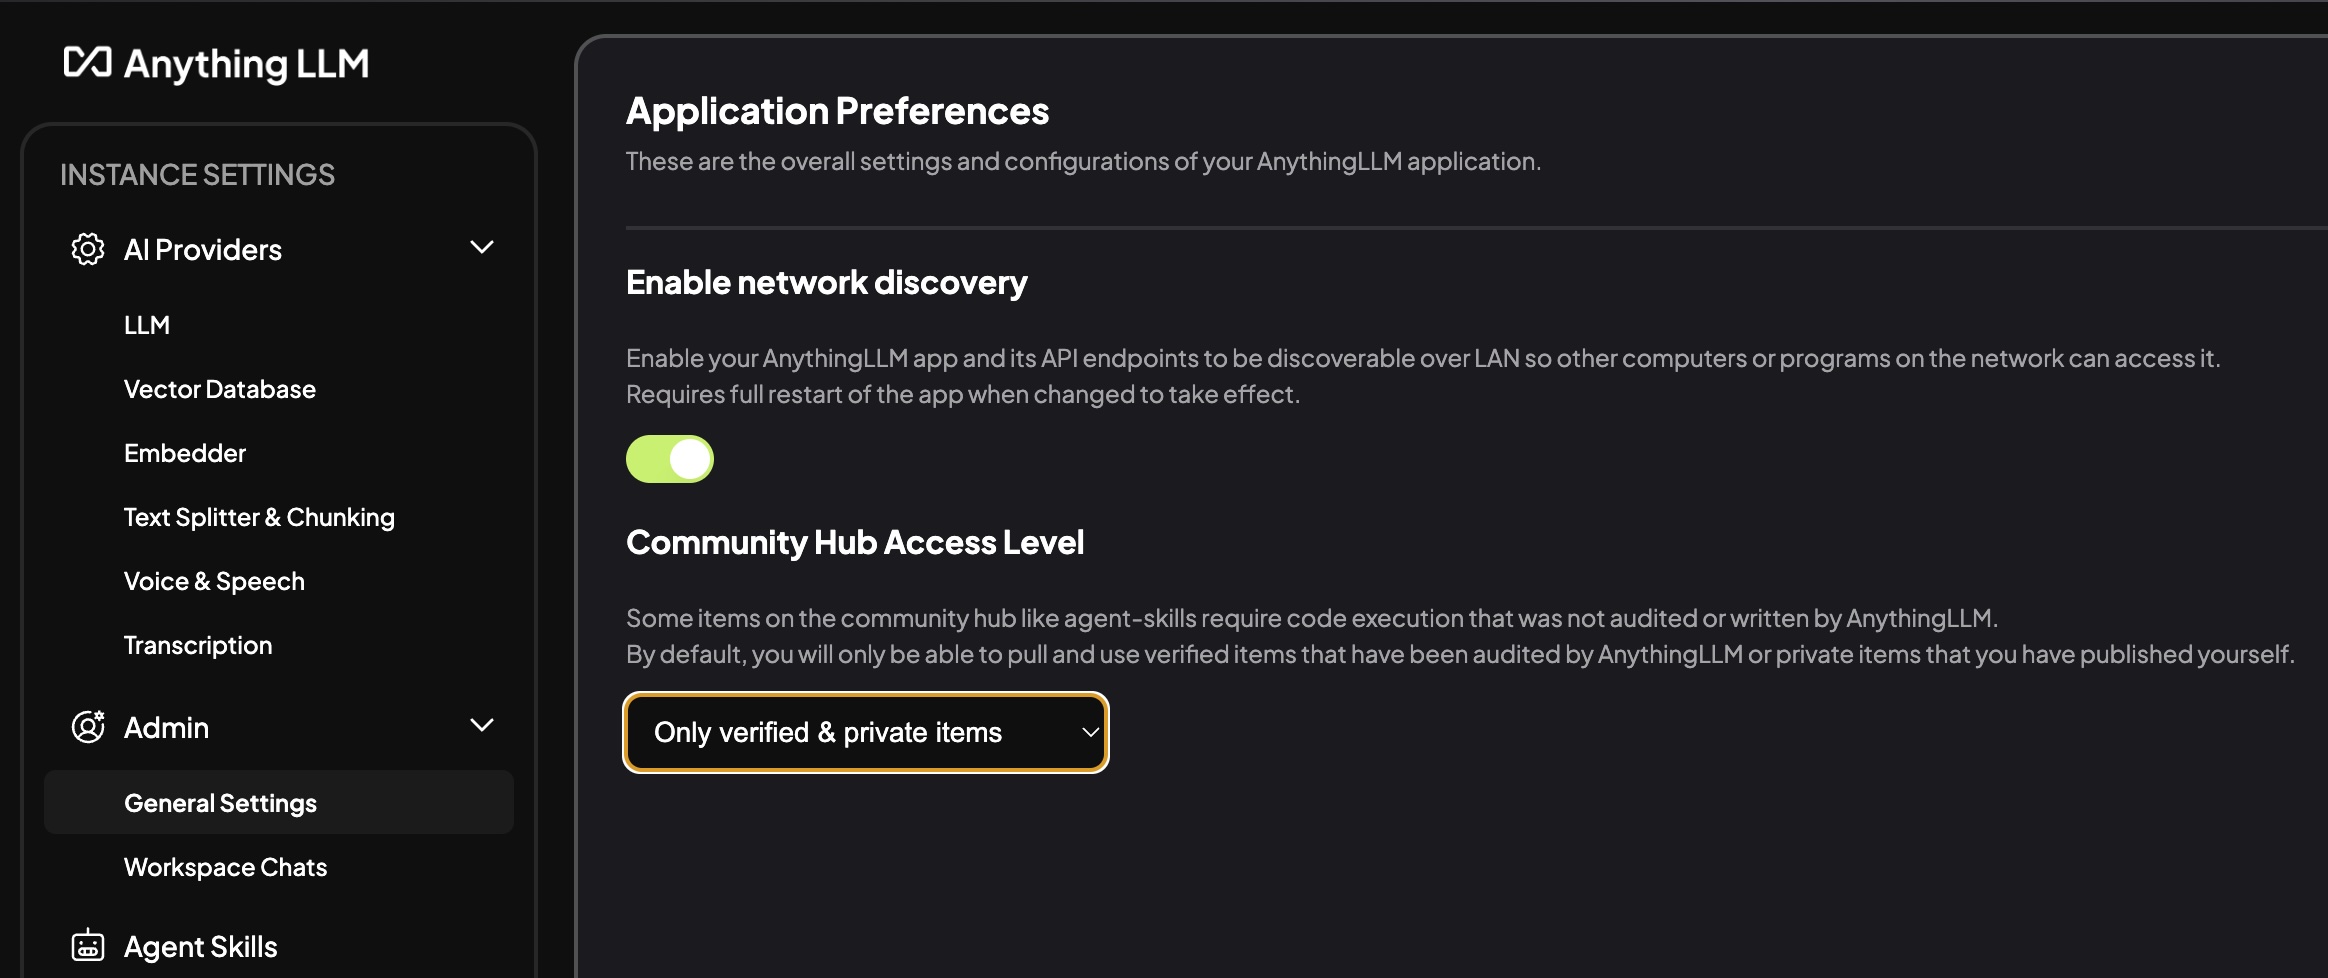 Anything LLM
INSTANCE SETTINGS
AI Providers
LLM
Vector Database
Embedder
Text Splitter & Chunking
Voice & Speech
Transcription
Admin
General Settings
Workspace Chats
Agent Skills
Application Preferences
These are the overall settings and configurations of your AnythingLLM application.
Enable network discovery
Enable your AnythingLLM app and its API endpoints to be discoverable over LAN so other computers or programs on the network can access it.
Requires full restart of the app when changed to take effect.
Community Hub Access Level
Some items on the community hub like agent-skills require code execution that was not audited or written by AnythingLLM.
By default, you will only be able to pull and use verified items that have been audited by AnythingLLM or private items that you have published yourself.
Only verified & private items